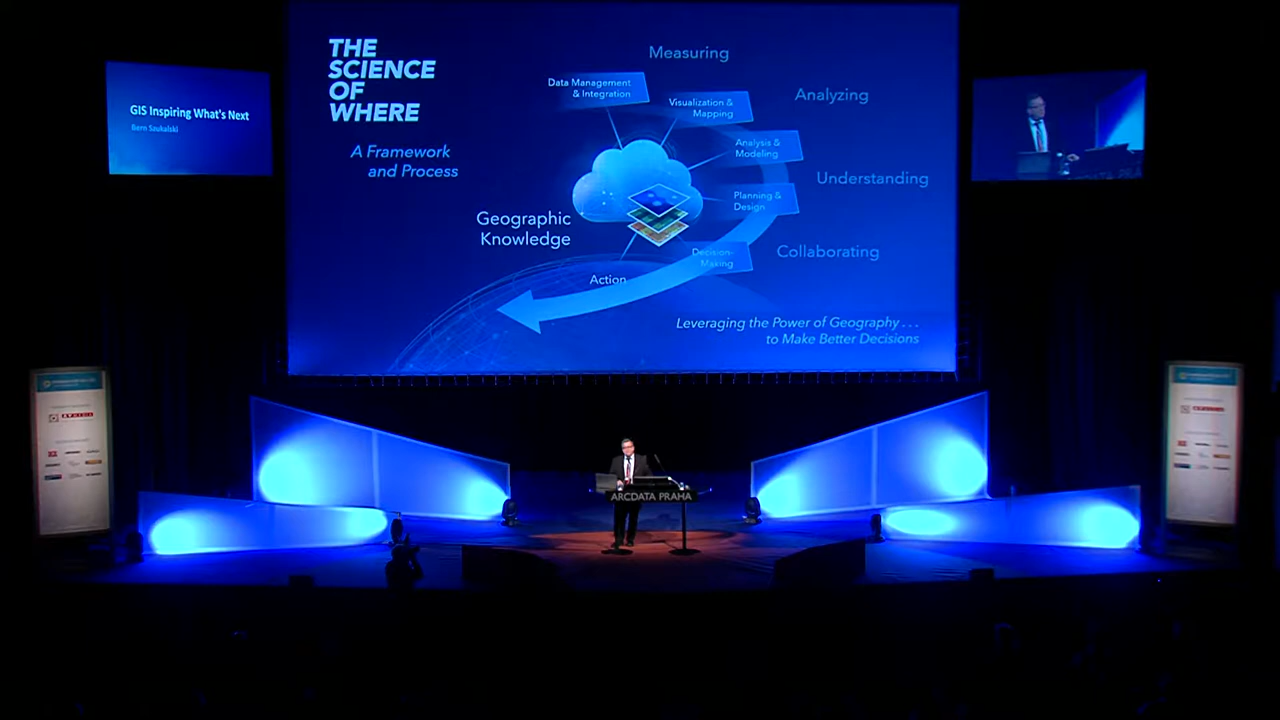 GIS Inspiring What's Next
Bern Szukalski
THE
SCIENCE
OF
WHERE
A Framework
and Process
Measuring
Data Management
& Integration
Visualization &
Mapping
Analyzing
Analysis &
Modeling
Understanding
Planning &
Design
Geographic
Knowledge
Decision-
Making
Collaborating
Action
Leveraging the Power of Geography . . .
to Make Better Decisions
ARCDATA PRAHA